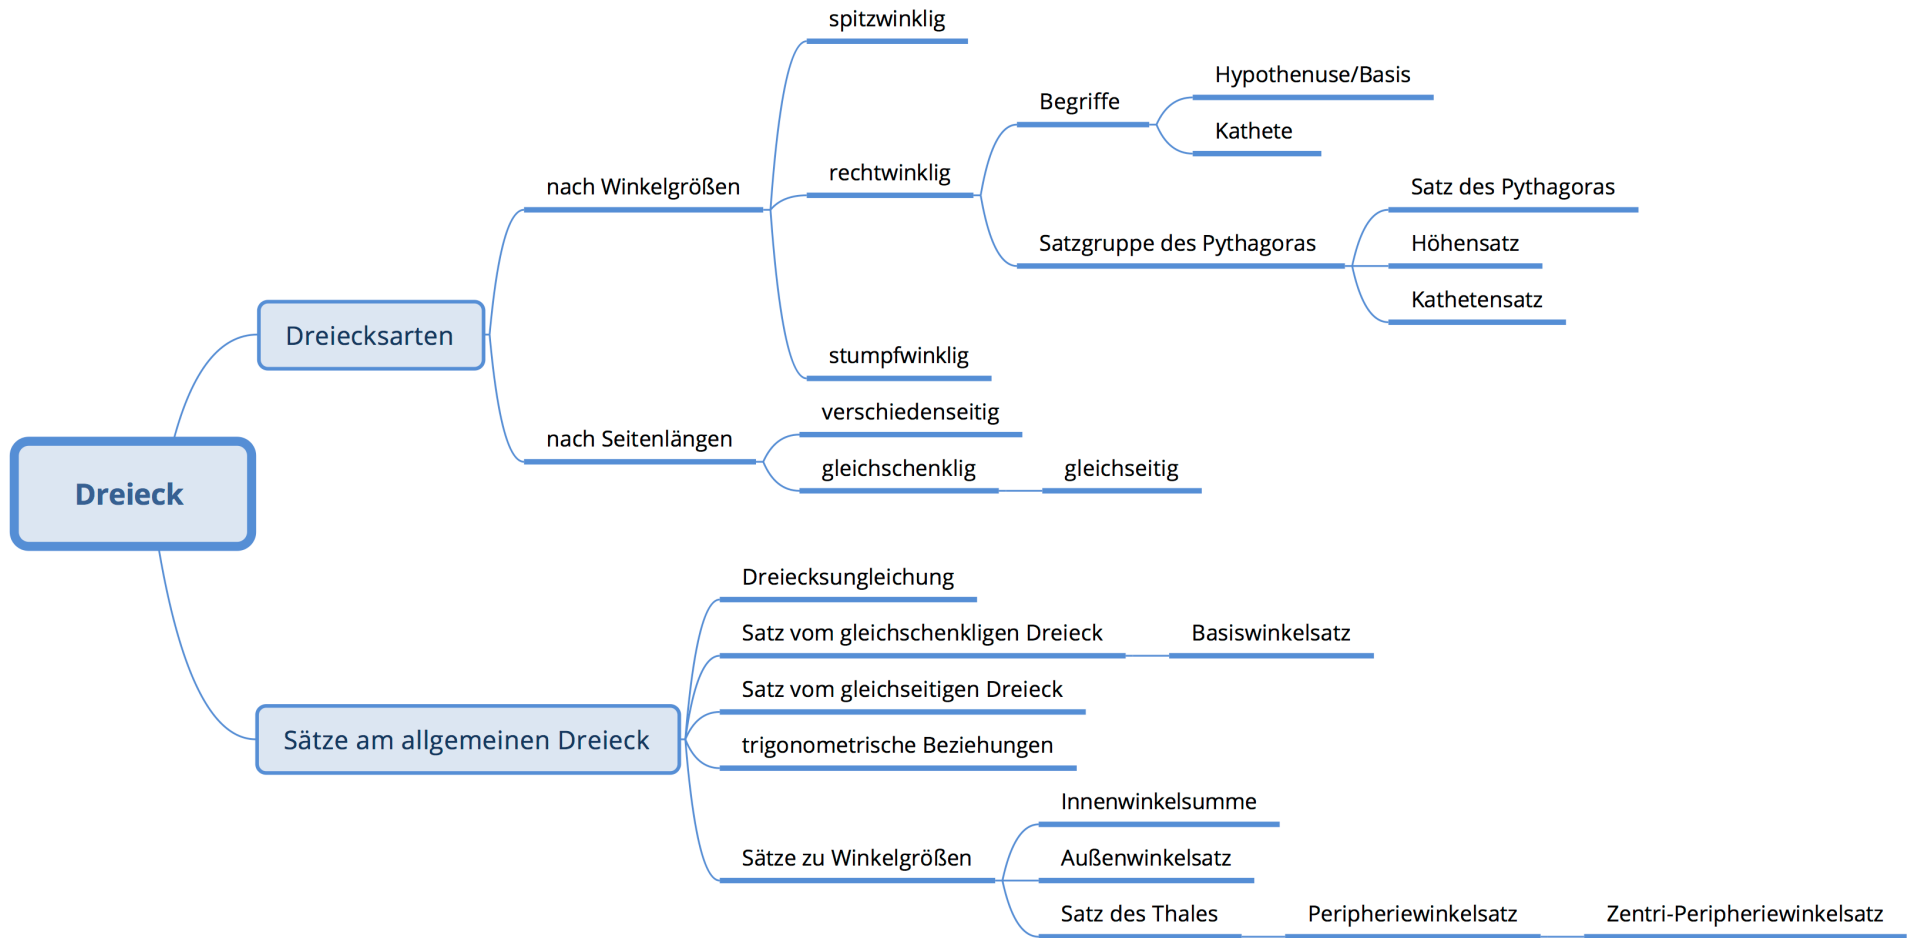 spitzwinklig
Hypothenuse/Basis
Begriffe
Kathete
rechtwinklig
nach Winkelgrößen
Satz des Pythagoras
Satzgruppe des Pythagoras
Höhensatz
Kathetensatz
Dreiecksarten
stumpfwinklig
verschiedenseitig
nach Seitenlängen
gleichschenklig
gleichseitig
Dreieck
Dreiecksungleichung
Satz vom gleichschenkligen Dreieck
Basiswinkelsatz
Satz vom gleichseitigen Dreieck
Sätze am allgemeinen Dreieck
trigonometrische Beziehungen
Innenwinkelsumme
Sätze zu Winkelgrößen
Außenwinkelsatz
Satz des Thales
Peripheriewinkelsatz
Zentri-Peripheriewinkelsatz